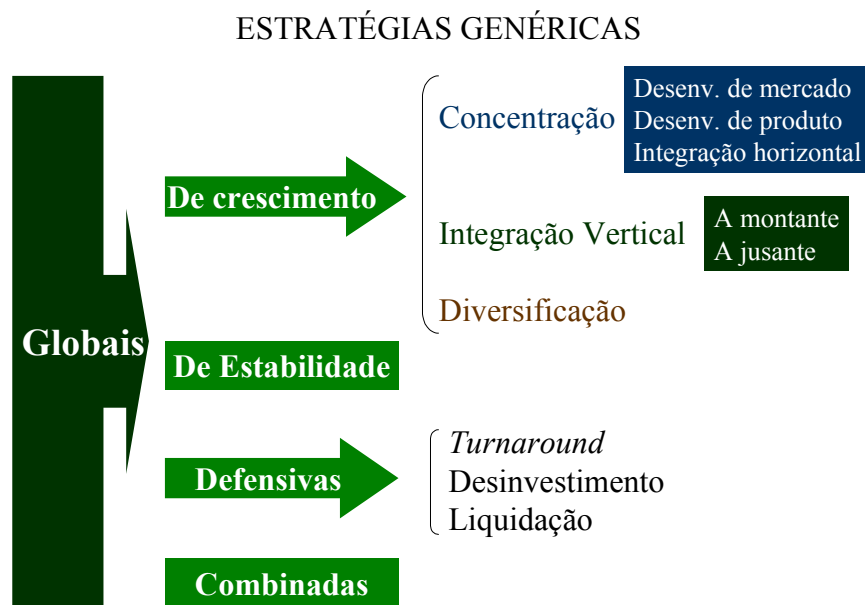 ESTRATÉGIAS GENÉRICAS
Globais
De crescimento
Concentração
Desenv. de mercado
Desenv. de produto
Integração horizontal
Integração Vertical
A montante
A jusante
Diversificação
De Estabilidade
Defensivas
Turnaround
Desinvestimento
Liquidação
Combinadas